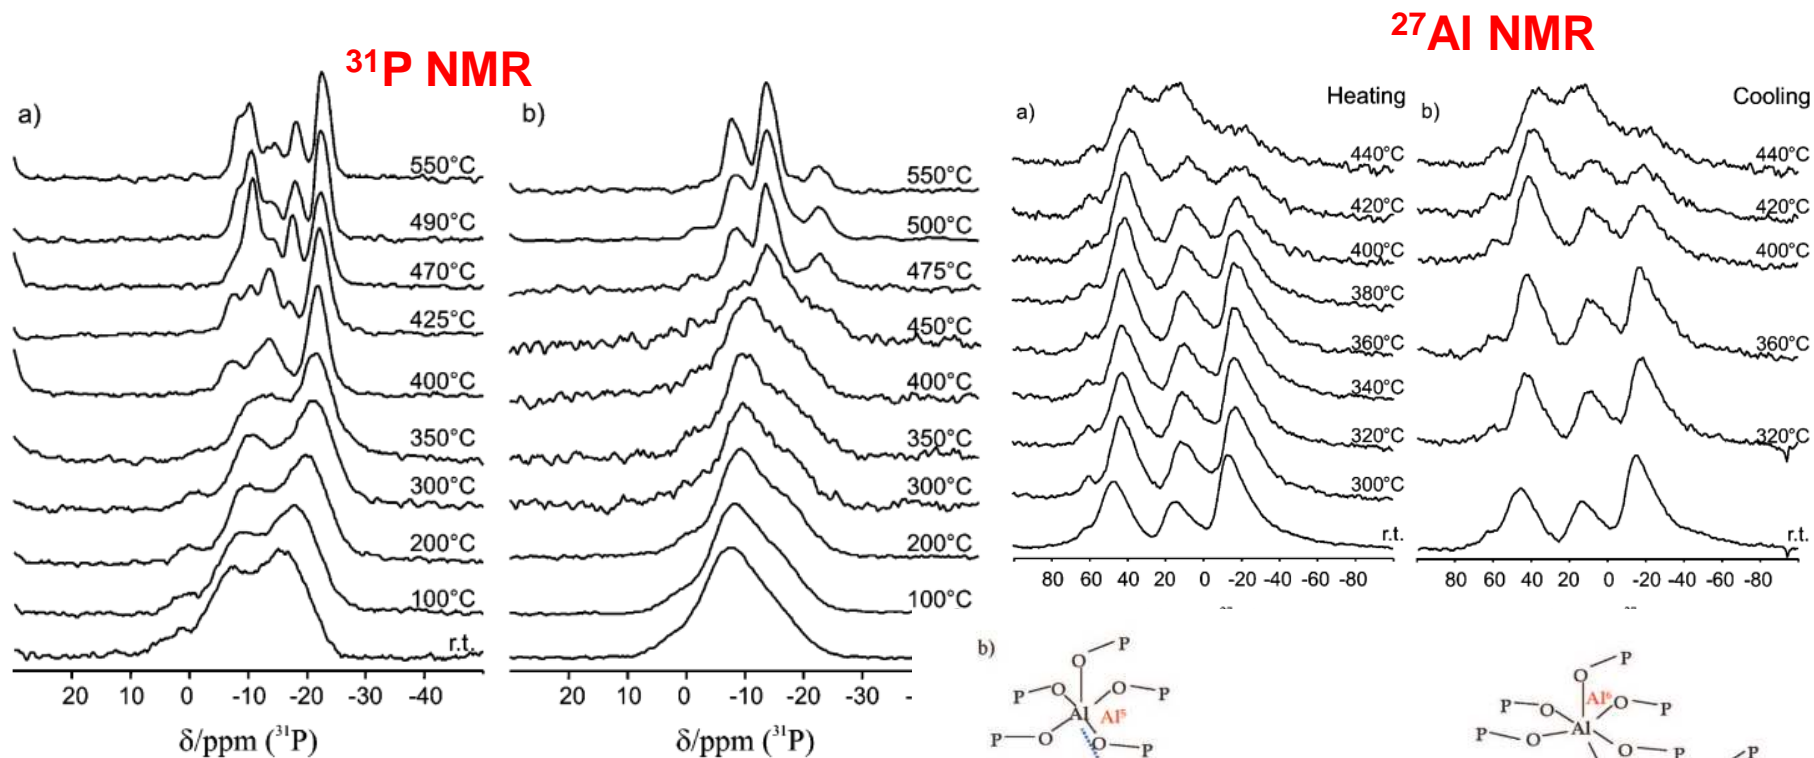 ³¹P NMR
²⁷Al NMR
a)
550°C
490°C
470°C
425°C
400°C
350°C
300°C
200°C
100°C
r.t.
20 10 0 -10 -20 -30 -40
δ/ppm (³¹P)
b)
550°C
500°C
475°C
450°C
400°C
350°C
300°C
200°C
100°C
20 10 0 -10 -20 -30
δ/ppm (³¹P)
a)
Heating
440°C
420°C
400°C
380°C
360°C
340°C
320°C
300°C
r.t.
80 60 40 20 0 -20 -40 -60 -80
b)
Cooling
440°C
420°C
400°C
360°C
320°C
r.t.
80 60 40 20 0 -20 -40 -60 -80
b)
O P
P O O P
Al Al⁵
P O O P
O P
P O Al⁶ O P
P O Al O P P